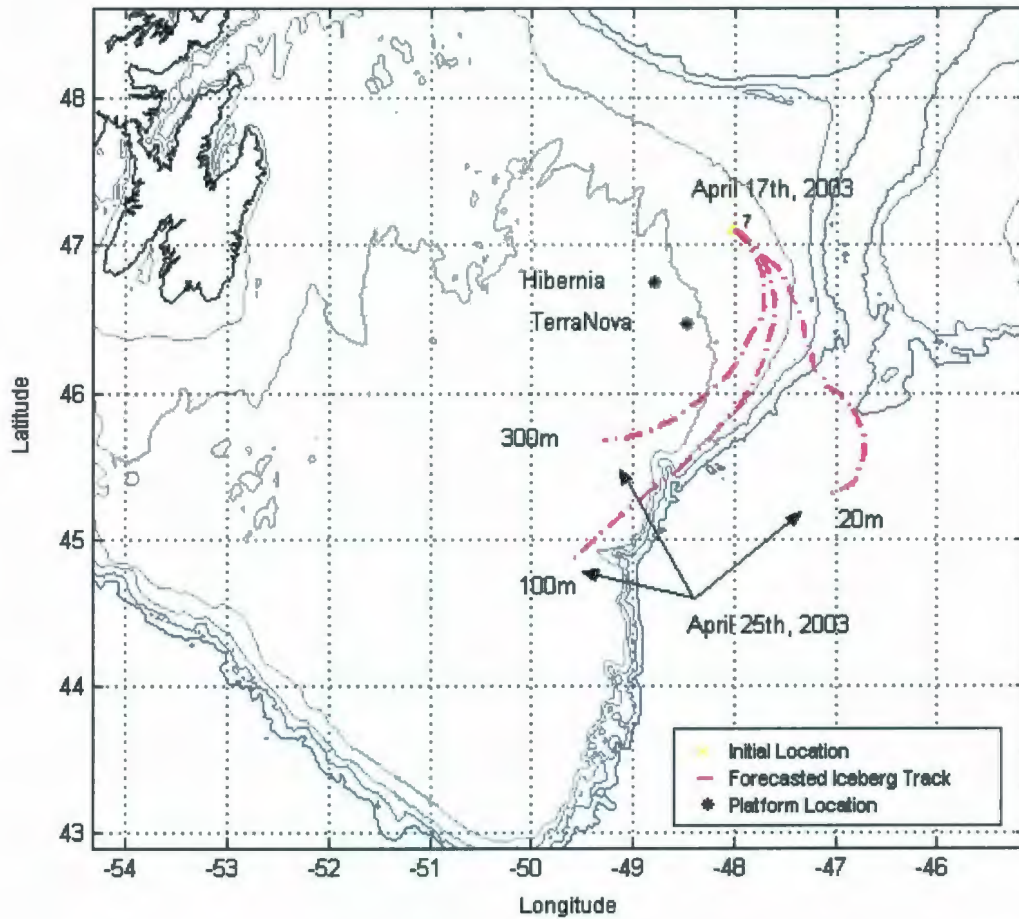 48
47
46
45
44
43
Latitude
April 17th, 2003
7
Hibernia
TerraNova
300m
20m
100m
April 25th, 2003
Initial Location
Forecasted Iceberg Track
Platform Location
-54
-53
-52
-51
-50
-49
-48
-47
-46
Longitude